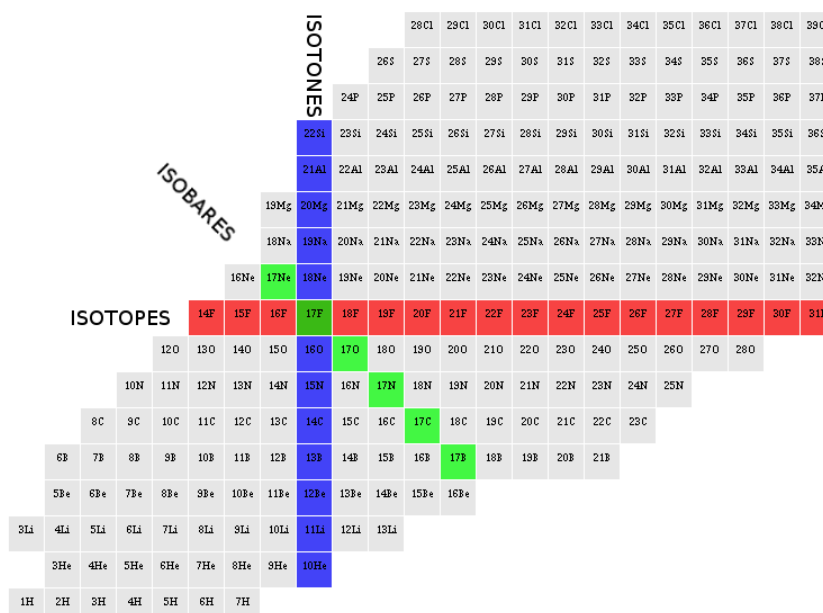 ISOTONES
ISOBARES
28Cl 29Cl 30Cl 31Cl 32Cl 33Cl 34Cl 35Cl 36Cl 37Cl 38Cl
26S 27S 28S 29S 30S 31S 32S 33S 34S 35S 36S 37S
24P 25P 26P 27P 28P 29P 30P 31P 32P 33P 34P 35P 36P
22Si 23Si 24Si 25Si 26Si 27Si 28Si 29Si 30Si 31Si 32Si 33Si 34Si 35Si
21Al 22Al 23Al 24Al 25Al 26Al 27Al 28Al 29Al 30Al 31Al 32Al 33Al 34Al
19Mg 20Mg 21Mg 22Mg 23Mg 24Mg 25Mg 26Mg 27Mg 28Mg 29Mg 30Mg 31Mg 32Mg 33Mg
18Na 19Na 20Na 21Na 22Na 23Na 24Na 25Na 26Na 27Na 28Na 29Na 30Na 31Na 32Na
16Ne 17Ne 18Ne 19Ne 20Ne 21Ne 22Ne 23Ne 24Ne 25Ne 26Ne 27Ne 28Ne 29Ne 30Ne 31Ne
ISOTOPES 14F 15F 16F 17F 18F 19F 20F 21F 22F 23F 24F 25F 26F 27F 28F 29F 30F
12O 13O 14O 15O 16O 17O 18O 19O 20O 21O 22O 23O 24O 25O 26O 27O 28O
10N 11N 12N 13N 14N 15N 16N 17N 18N 19N 20N 21N 22N 23N 24N 25N
8C 9C 10C 11C 12C 13C 14C 15C 16C 17C 18C 19C 20C 21C 22C 23C
6B 7B 8B 9B 10B 11B 12B 13B 14B 15B 16B 17B 18B 19B 20B 21B
5Be 6Be 7Be 8Be 9Be 10Be 11Be 12Be 13Be 14Be 15Be 16Be
3Li 4Li 5Li 6Li 7Li 8Li 9Li 10Li 11Li 12Li 13Li
3He 4He 5He 6He 7He 8He 9He 10He
1H 2H 3H 4H 5H 6H 7H